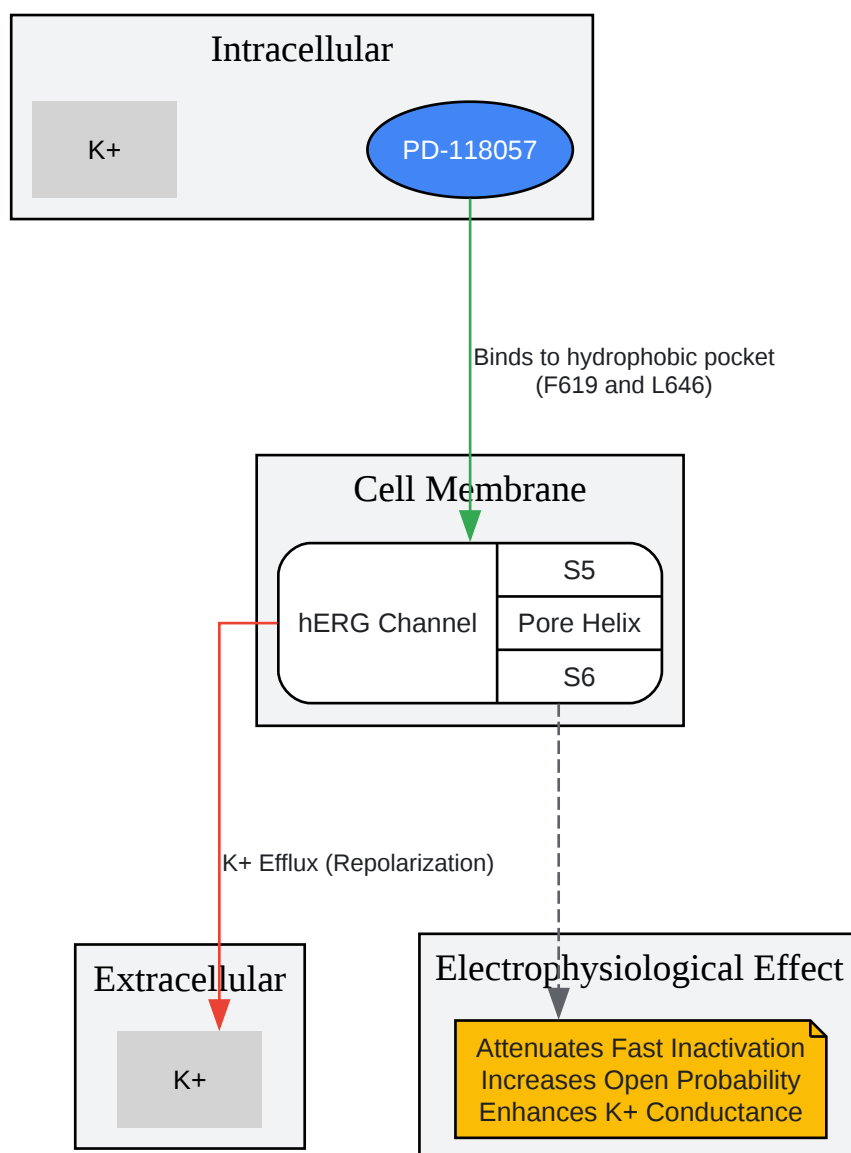 Intracellular
K+
PD-118057
Binds to hydrophobic pocket
(F619 and L646)
Cell Membrane
hERG Channel
S5
Pore Helix
S6
K+ Efflux (Repolarization)
Extracellular
K+
Electrophysiological Effect
Attenuates Fast Inactivation
Increases Open Probability
Enhances K+ Conductance